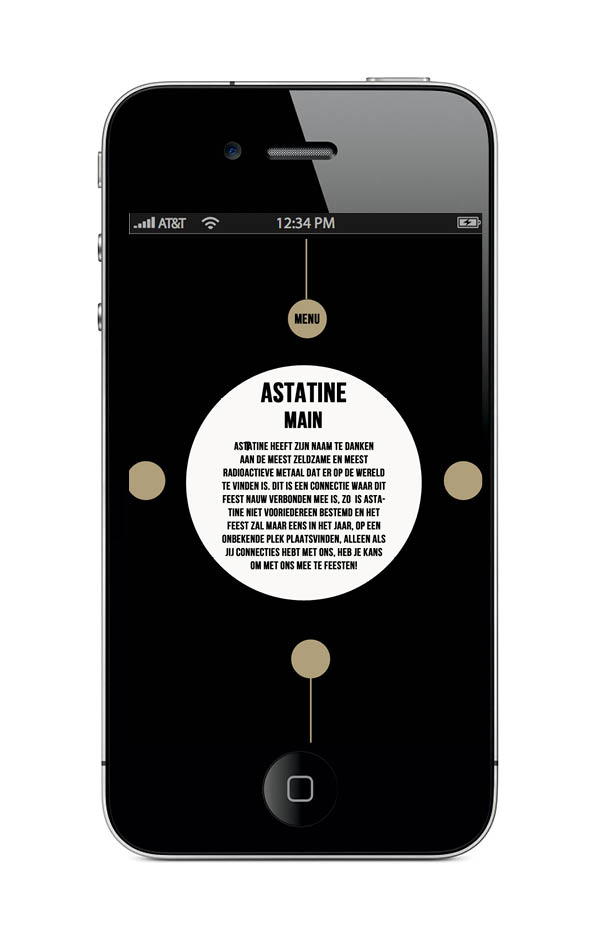 AT&T 12:34 PM
MENU
ASTATINE
MAIN
ASTATINE HEEFT ZIJN NAAM TE DANKEN
AAN DE MEEST ZELDZAME EN MEEST
RADIOACTIEVE METAAL DAT ER OP DE WERELD
TE VINDEN IS. DIT IS EEN CONNECTIE WAAR DIT
FEEST NAUW VERBONDEN MEE IS, ZO IS ASTA-
TINE NIET VOORIEDEREEN BESTEMD EN HET
FEEST ZAL MAAR EENS IN HET JAAR, OP EEN
ONBEKENDE PLEK PLAATSVINDEN, ALLEEN ALS
JIJ CONNECTIES HEBT MET ONS, HEB JE KANS
OM MET ONS MEE TE FEESTEN!